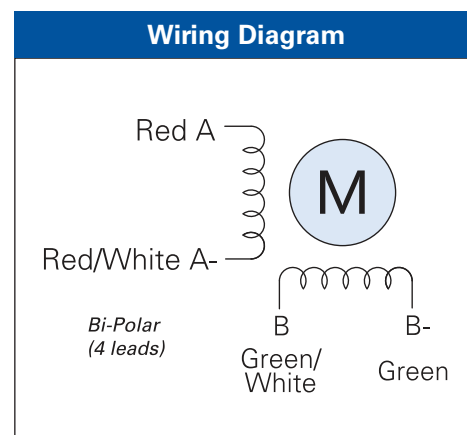 Wiring Diagram
Red A
M
Red/White A-
Bi-Polar
(4 leads)
B
Green/
White
B-
Green